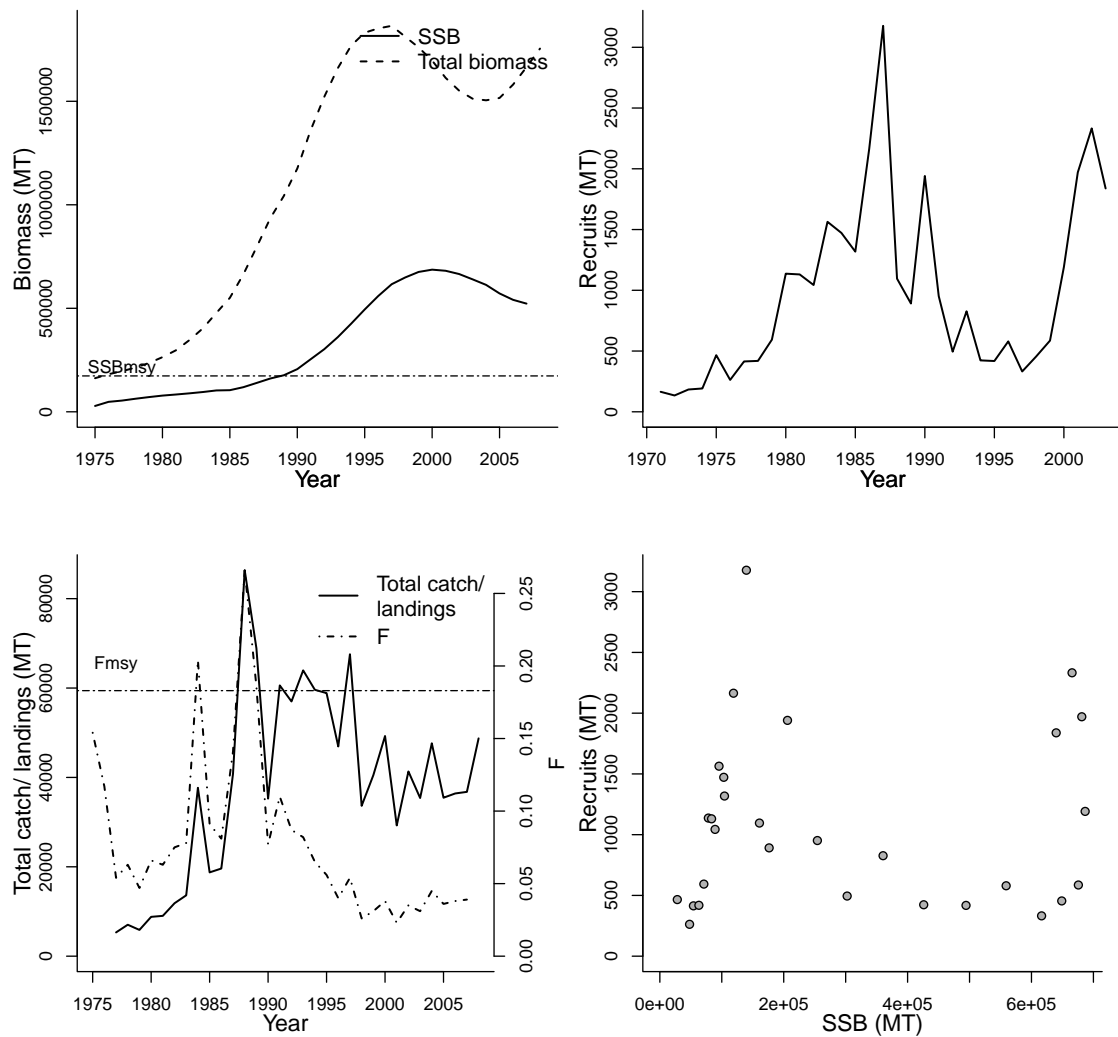 SSB
Total biomass
1500000
1000000
500000
0
Biomass (MT)
SSBmsy
1975 1980 1985 1990 1995 2000 2005
Year
3000
2500
2000
1500
1000
500
0
Recruits (MT)
1970 1975 1980 1985 1990 1995 2000
Year
Total catch/
landings
F
80000
60000
40000
20000
0
Total catch/ landings (MT)
Fmsy
0.25
0.20
0.15
0.10
0.05
0.00
F
1975 1980 1985 1990 1995 2000 2005
Year
3000
2500
2000
1500
1000
500
0
Recruits (MT)
0e+00 2e+05 4e+05 6e+05
SSB (MT)